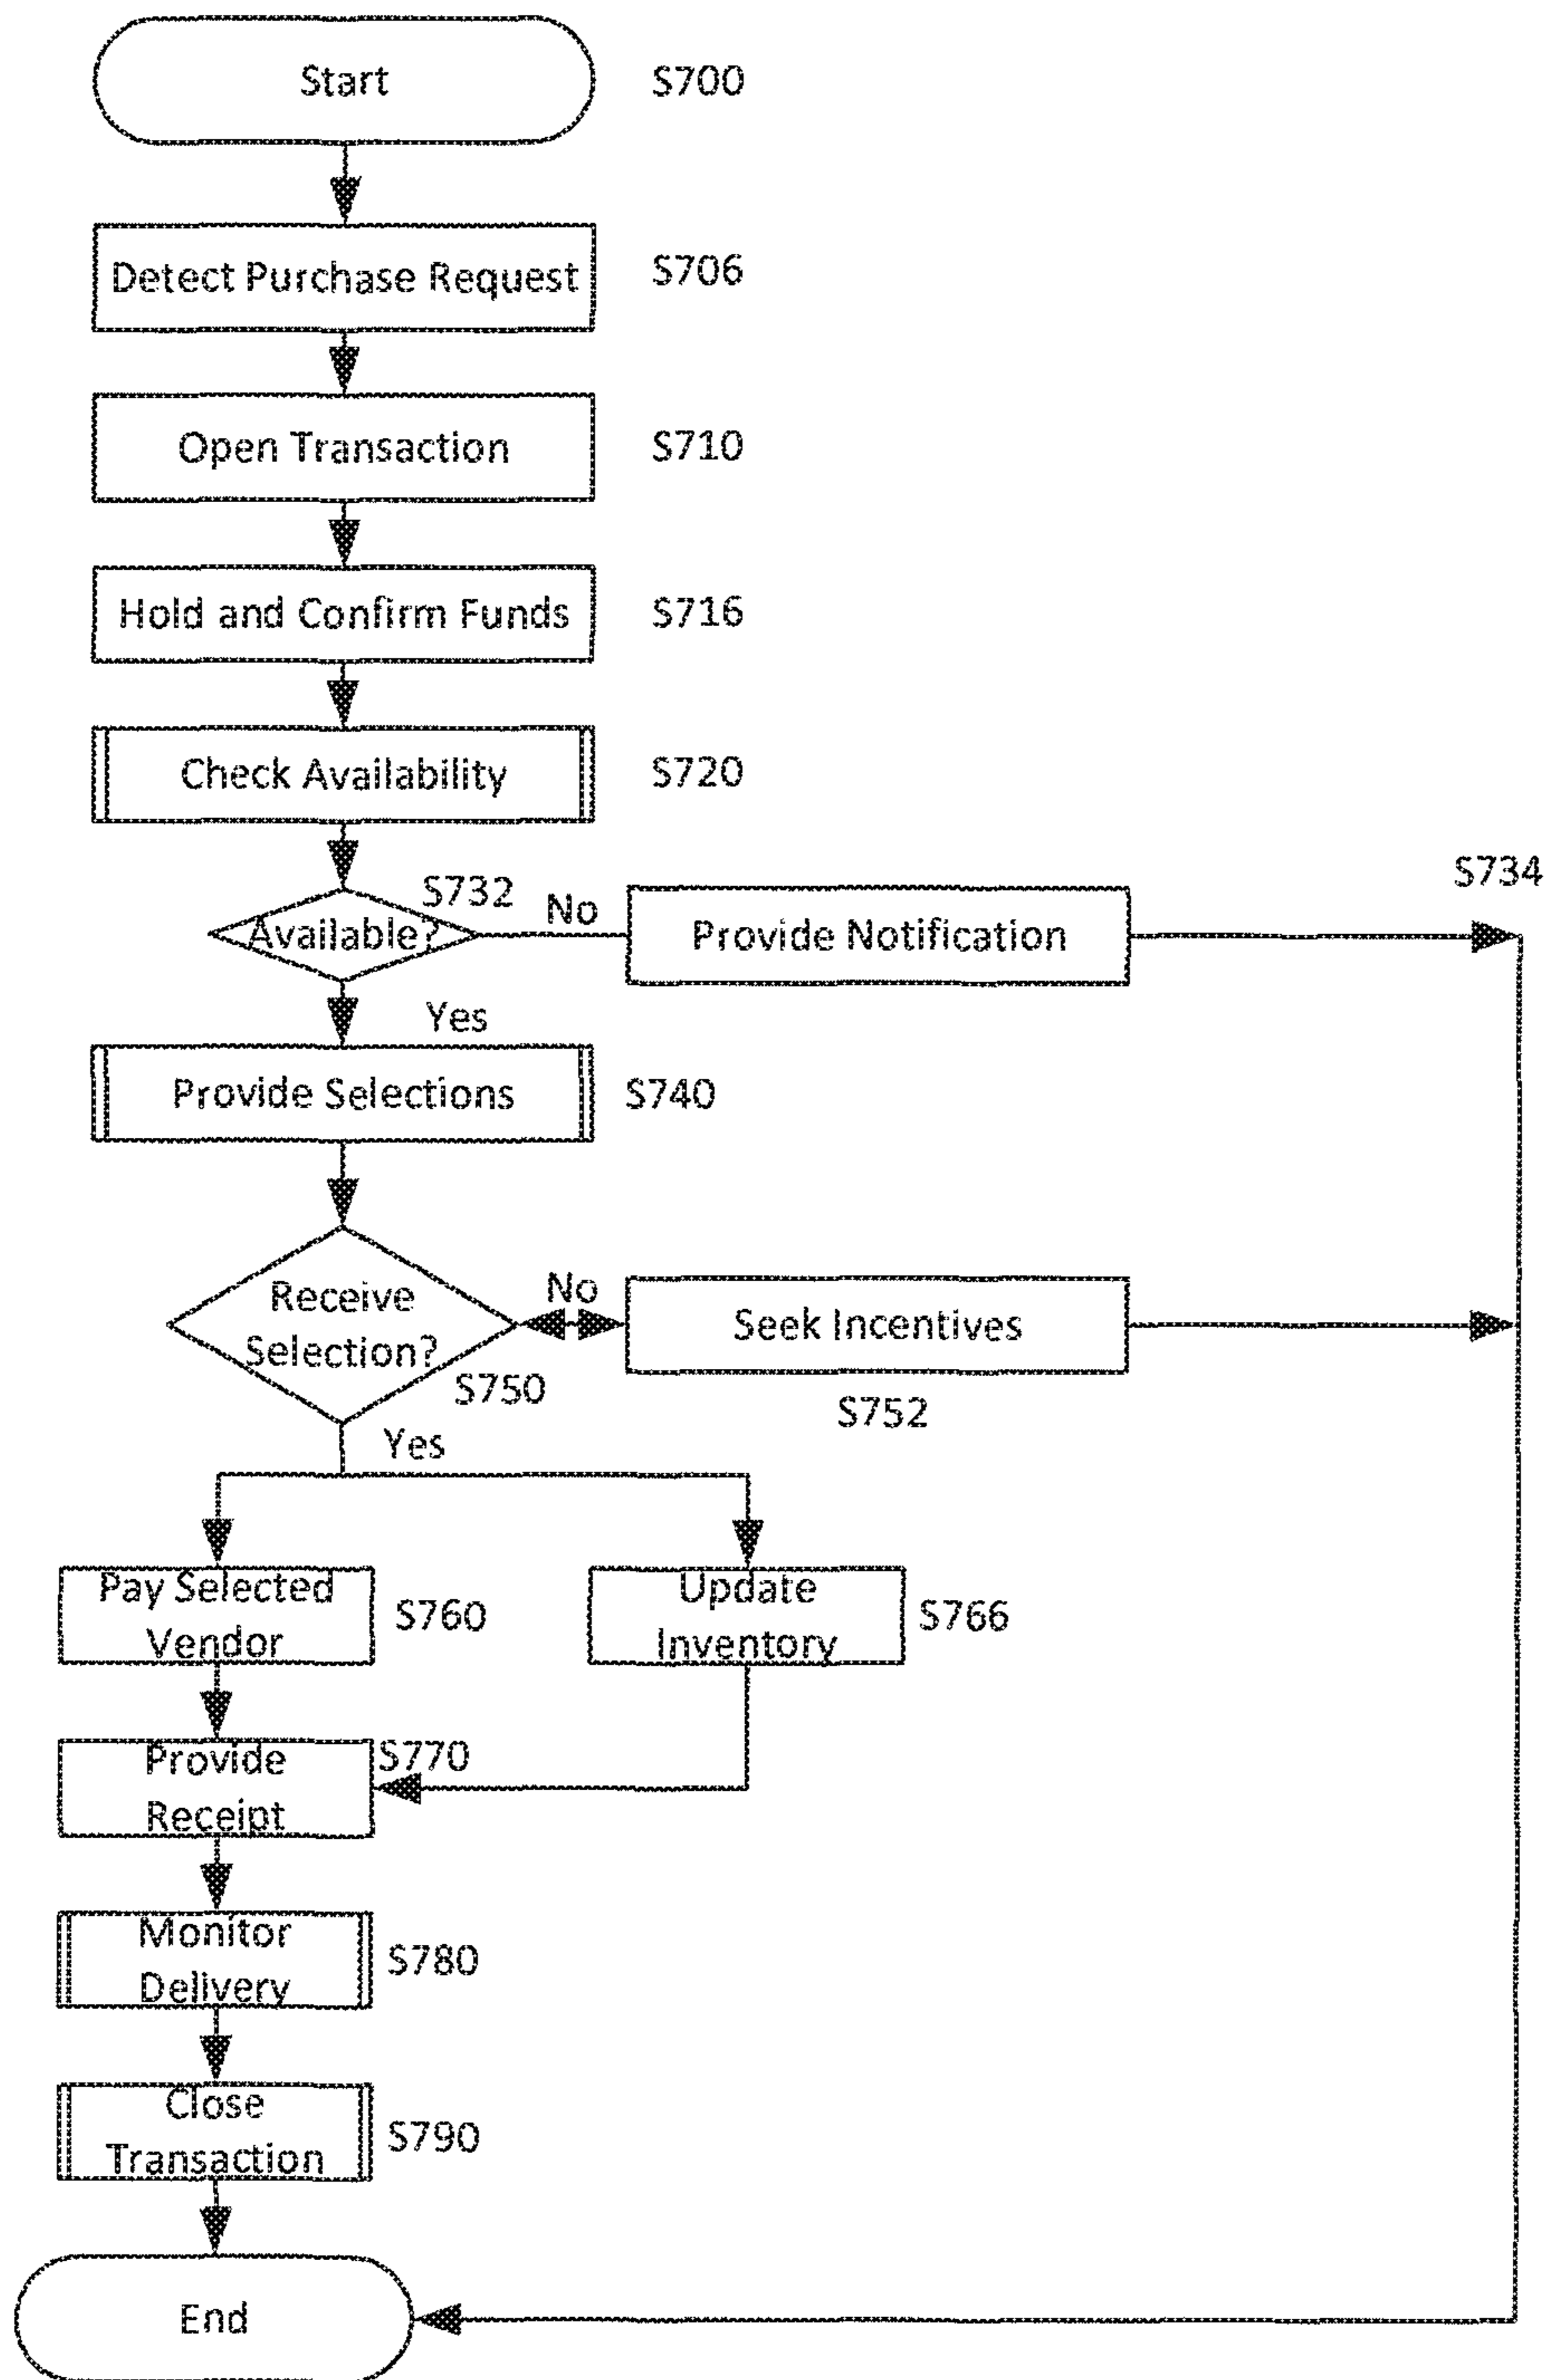 Start
S700
Detect Purchase Request
S706
Open Transaction
S710
Hold and Confirm Funds
S716
Check Availability
S720
S734
S732
Available?
No
Provide Notification
Yes
Provide Selections
S740
Receive
Selection?
No
Seek Incentives
S750
S752
Yes
Pay Selected
Vendor
S760
Update
Inventory
S766
Provide
Receipt
S770
Monitor
Delivery
S780
Close
Transaction
S790
End